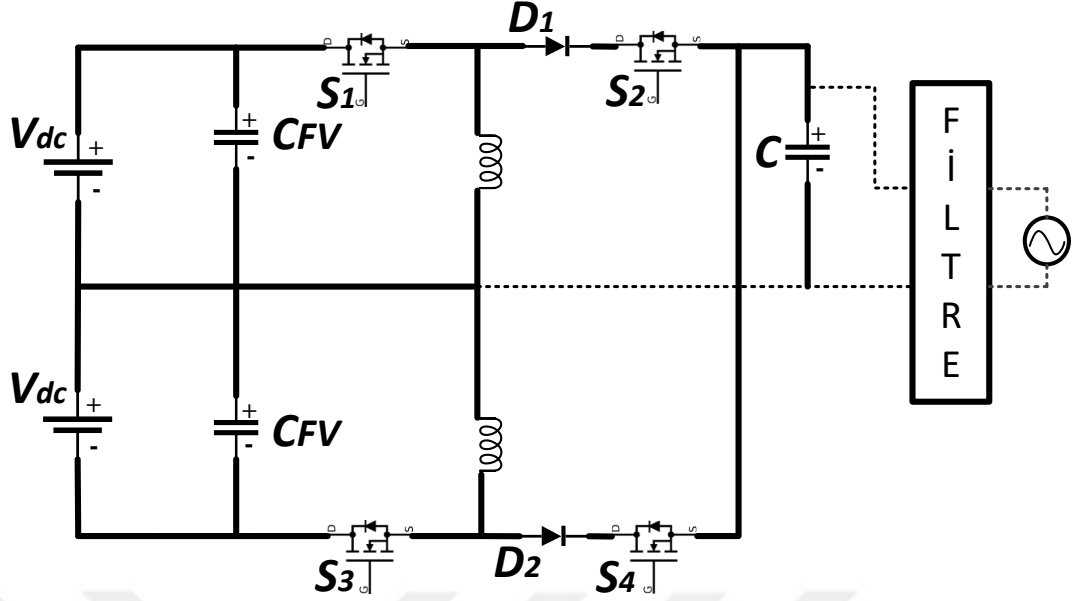 D1
D S
G
S1
D S
G
S2
Vdc
+
-
+
-
CFV
C
+
-
F
İ
L
T
R
E
Vdc
+
-
+
-
CFV
D S
G
S3
D2
D S
G
S4